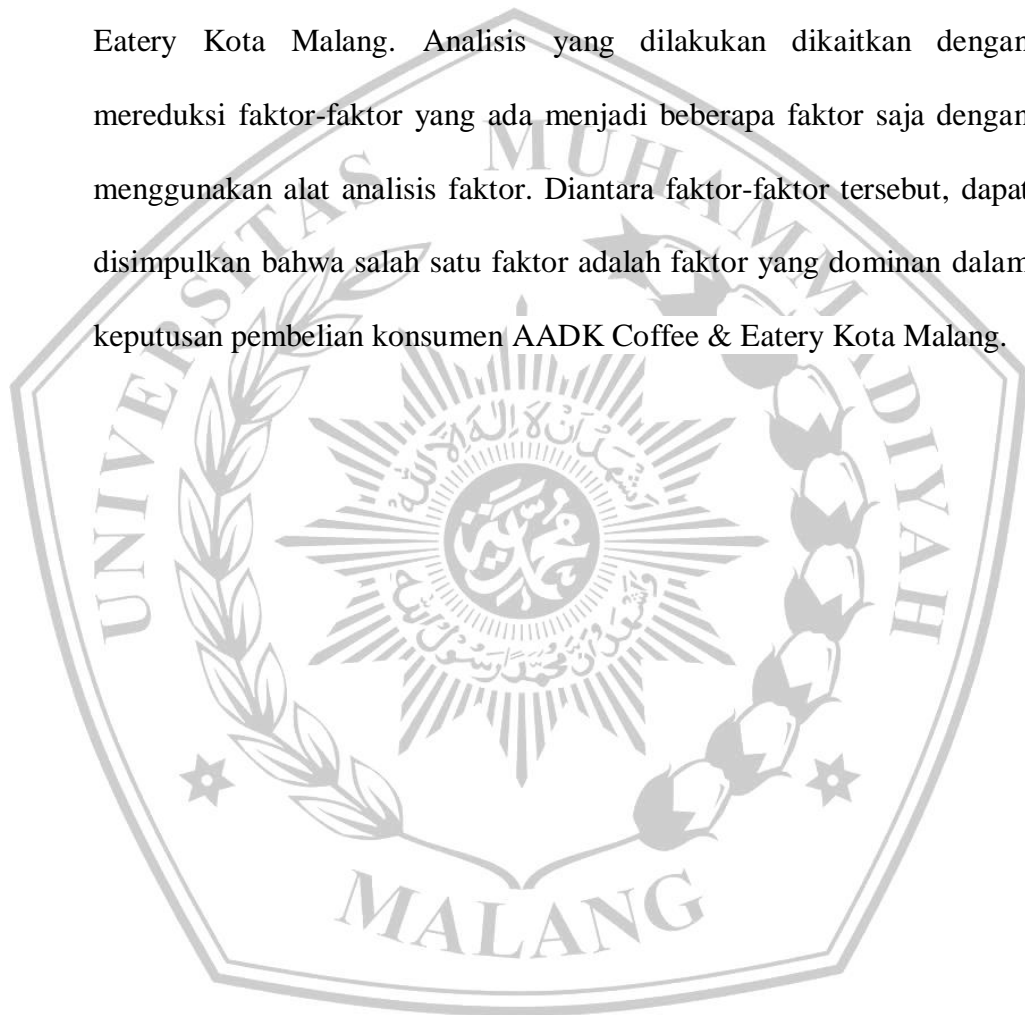 Eatery Kota Malang. Analisis yang dilakukan dikaitkan dengan
mereduksi faktor-faktor yang ada menjadi beberapa faktor saja dengan
menggunakan alat analisis faktor. Diantara faktor-faktor tersebut, dapat
disimpulkan bahwa salah satu faktor adalah faktor yang dominan dalam
keputusan pembelian konsumen AADK Coffee & Eatery Kota Malang.
UNIVERSITAS MUHAMMADIYAH
MALANG